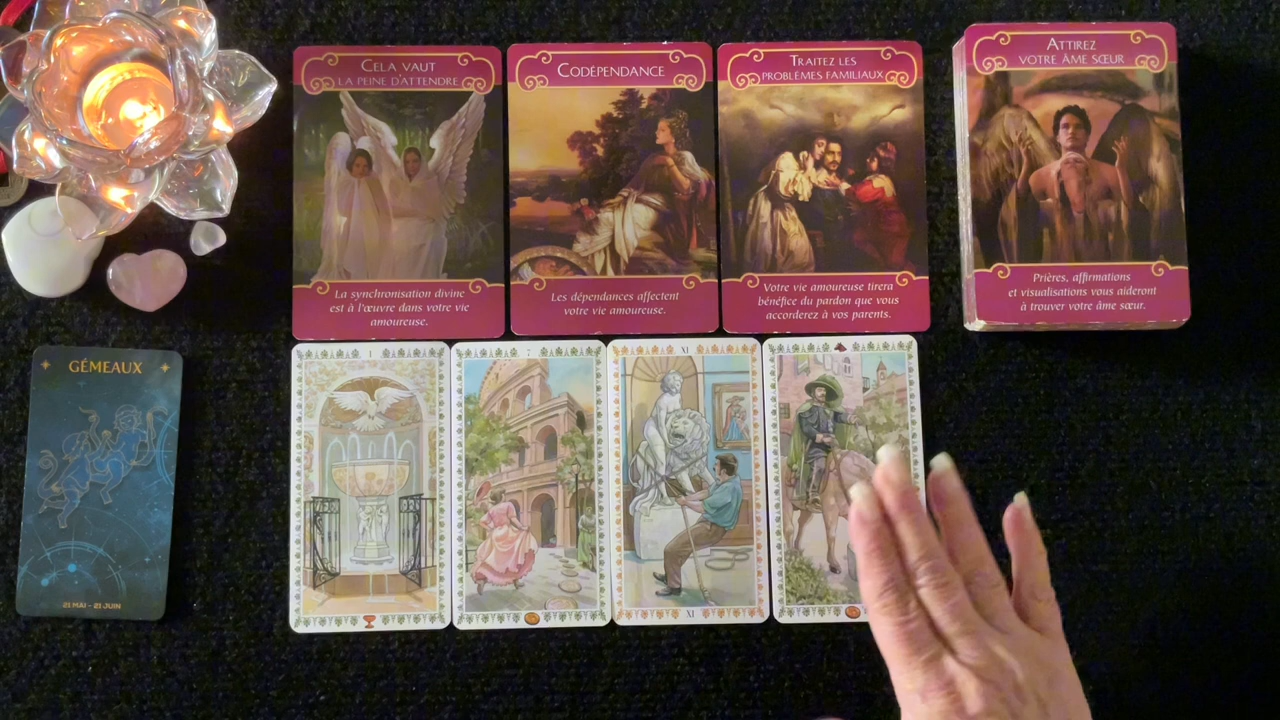 CELA VAUT
LA PEINE D'ATTENDRE
La synchronisation divine
est à l'œuvre dans votre vie
amoureuse.
CODÉPENDANCE
Les dépendances affectent
votre vie amoureuse.
TRAITEZ LES
PROBLÈMES FAMILIAUX
Votre vie amoureuse tirera
bénéfice du pardon que vous
accorderez à vos parents.
ATTIREZ
VOTRE ÂME SŒUR
Prières, affirmations
et visualisations vous aideront
à trouver votre âme sœur.
GÉMEAUX
21 MAI - 21 JUIN
I
7
XI
XI